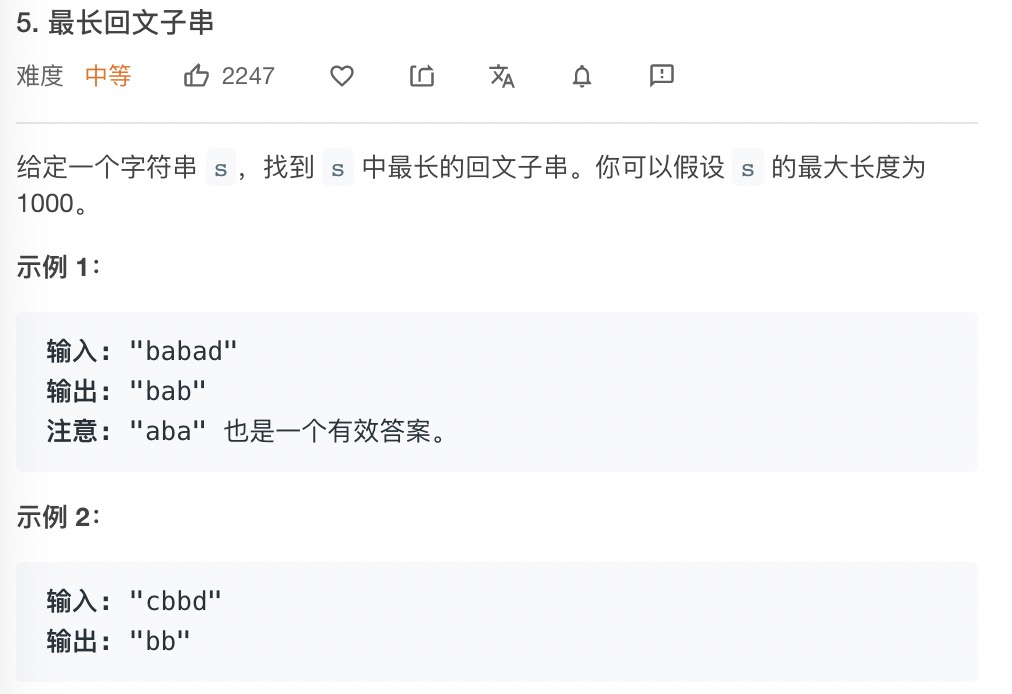 5. 最长回文子串
难度 中等 2247
给定一个字符串 s，找到 s 中最长的回文子串。你可以假设 s 的最大长度为
1000。
示例 1：
输入: "babad"
输出: "bab"
注意: "aba" 也是一个有效答案。
示例 2：
输入: "cbbd"
输出: "bb"